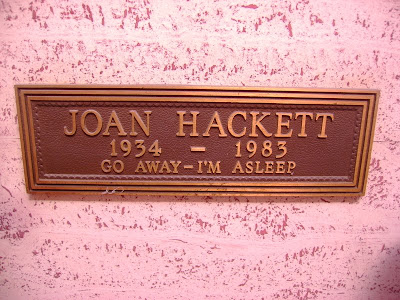 JOAN HACKETT
1934 – 1983
GO AWAY – I'M ASLEEP